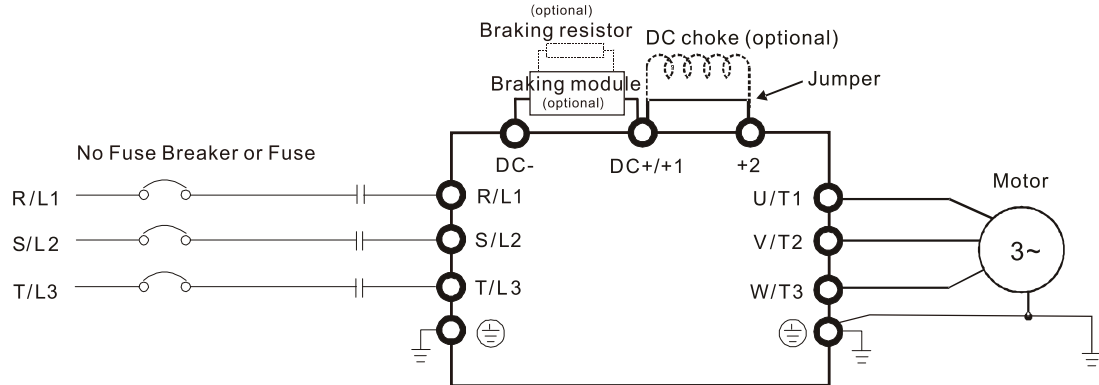 (optional)
Braking resistor
DC choke (optional)
Braking module
(optional)
Jumper
No Fuse Breaker or Fuse
DC-
DC+/+1
+2
Motor
R/L1
R/L1
U/T1
S/L2
S/L2
V/T2
3~
T/L3
T/L3
W/T3